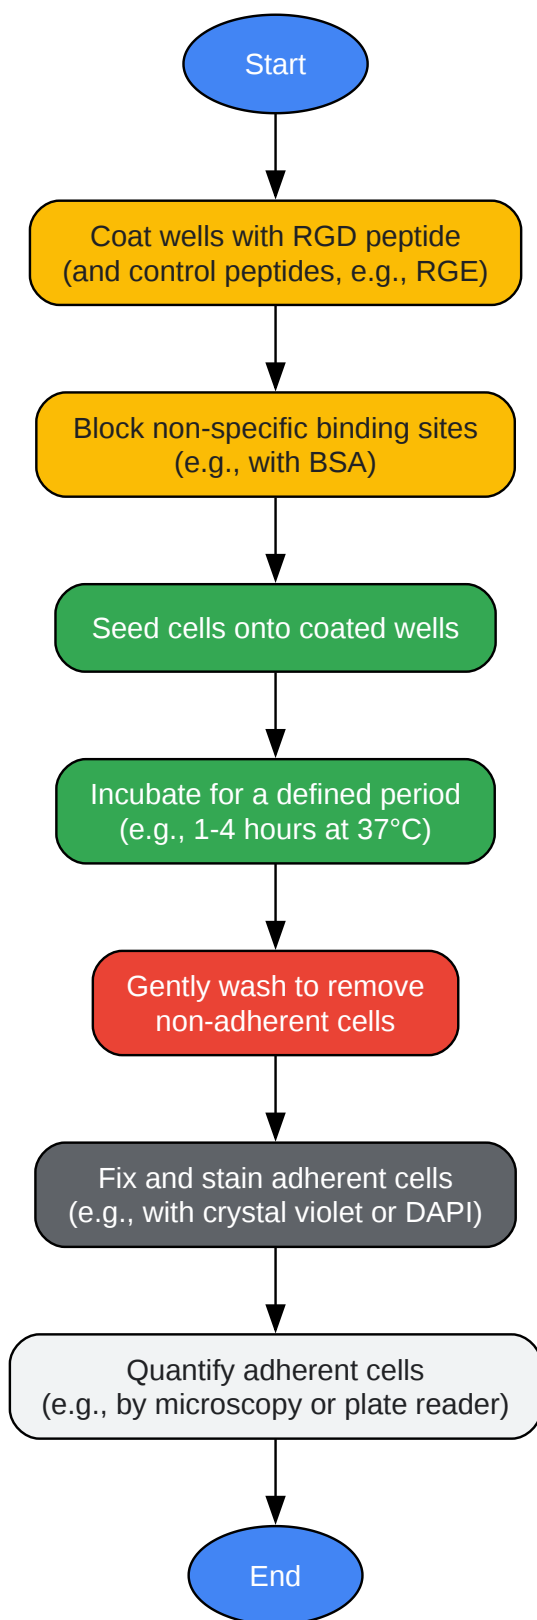 Start
Coat wells with RGD peptide
(and control peptides, e.g., RGE)
Block non-specific binding sites
(e.g., with BSA)
Seed cells onto coated wells
Incubate for a defined period
(e.g., 1-4 hours at 37°C)
Gently wash to remove
non-adherent cells
Fix and stain adherent cells
(e.g., with crystal violet or DAPI)
Quantify adherent cells
(e.g., by microscopy or plate reader)
End